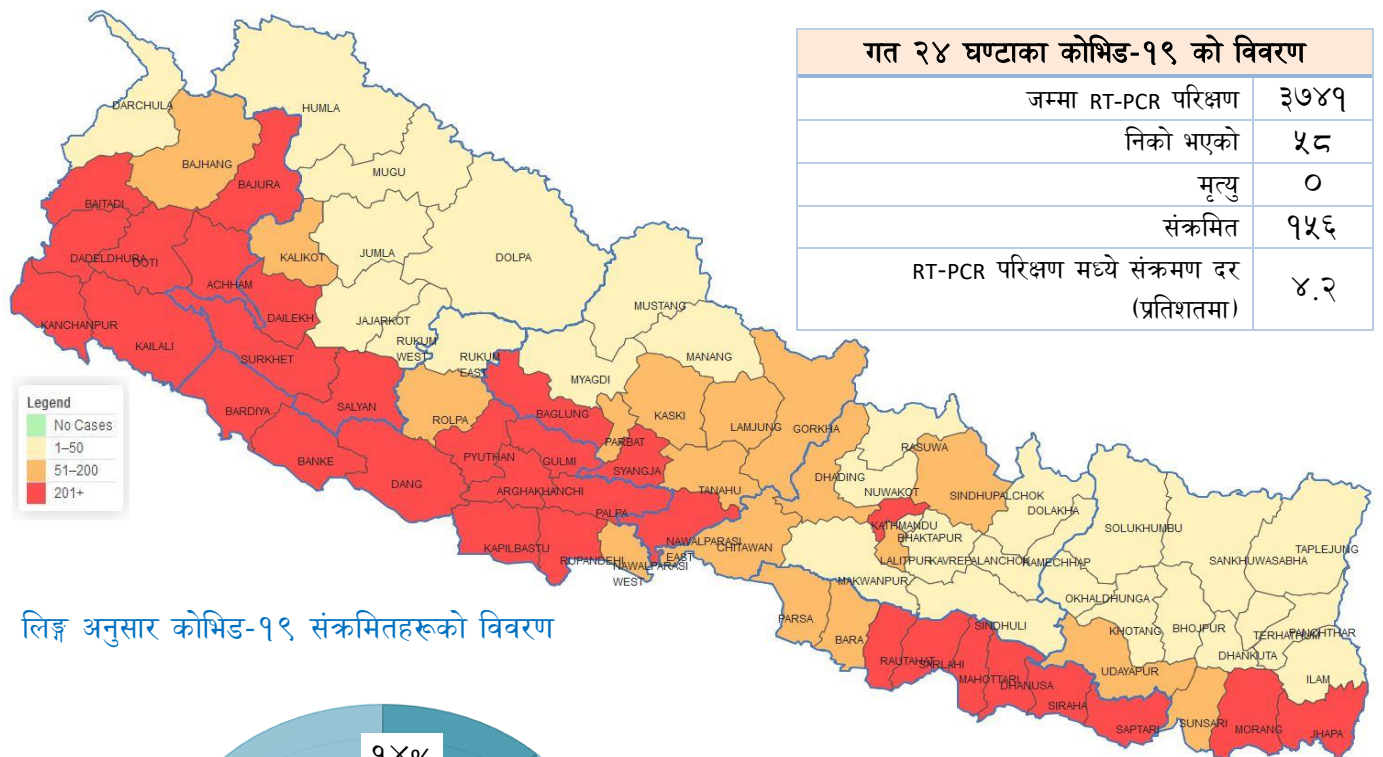 गत २४ घण्टाका कोभिड-१९ को विवरण
जम्मा RT-PCR परिक्षण ३७४१
निको भएको ५८
मृत्यु ०
संक्रमित १५६
RT-PCR परिक्षण मध्ये संक्रमण दर
(प्रतिशतमा) ४.२
DARCHULA
HUMLA
BAJHANG
MUGU
BAJURA
BAITADI
KALIKOT
JUMLA
DOLPA
DADELDHURA
DOTI
ACHHAM
MUSTANG
DAILEKH
JAJARKOT
KANCHANPUR
KAILALI
RUKUM
WEST
RUKUM
EAST
SURKHET
MANANG
MYAGDI
Legend
No Cases
1–50
51–200
201+
BARDIYA
SALYAN
ROLPA
BAGLUNG
KASKI
LAMJUNG
GORKHA
PARBAT
RASUWA
BANKE
PYUTHAN
GULMI
SYANGJA
DANG
ARGHAKHANCHI
TANAHU
DHADING
NUWAKOT
SINDHUPALCHOK
DOLAKHA
PALPA
KATHMANDU
BHAKTAPUR
SOLUKHUMBU
KAPILBASTU
RUPANDEHI
NAWALPARASI
EAST
NAWALPARASI
WEST
CHITAWAN
LALITPUR
KAVREPALANCHOK
RAMECHHAP
SANKHUWASABHA
TAPLEJUNG
MAKWANPUR
OKHALDHUNGA
PARSA
BARA
SINDHULI
KHOTANG
BHOJPUR
TERHATHUM
PANCHTHAR
DHANKUTA
RAUTAHAT
SARLAHI
UDAYAPUR
ILAM
MAHOTTARI
DHANUSA
SIRAHA
SAPTARI
SUNSARI
MORANG
JHAPA
लिङ्ग अनुसार कोभिड-१९ संक्रमितहरूको विवरण